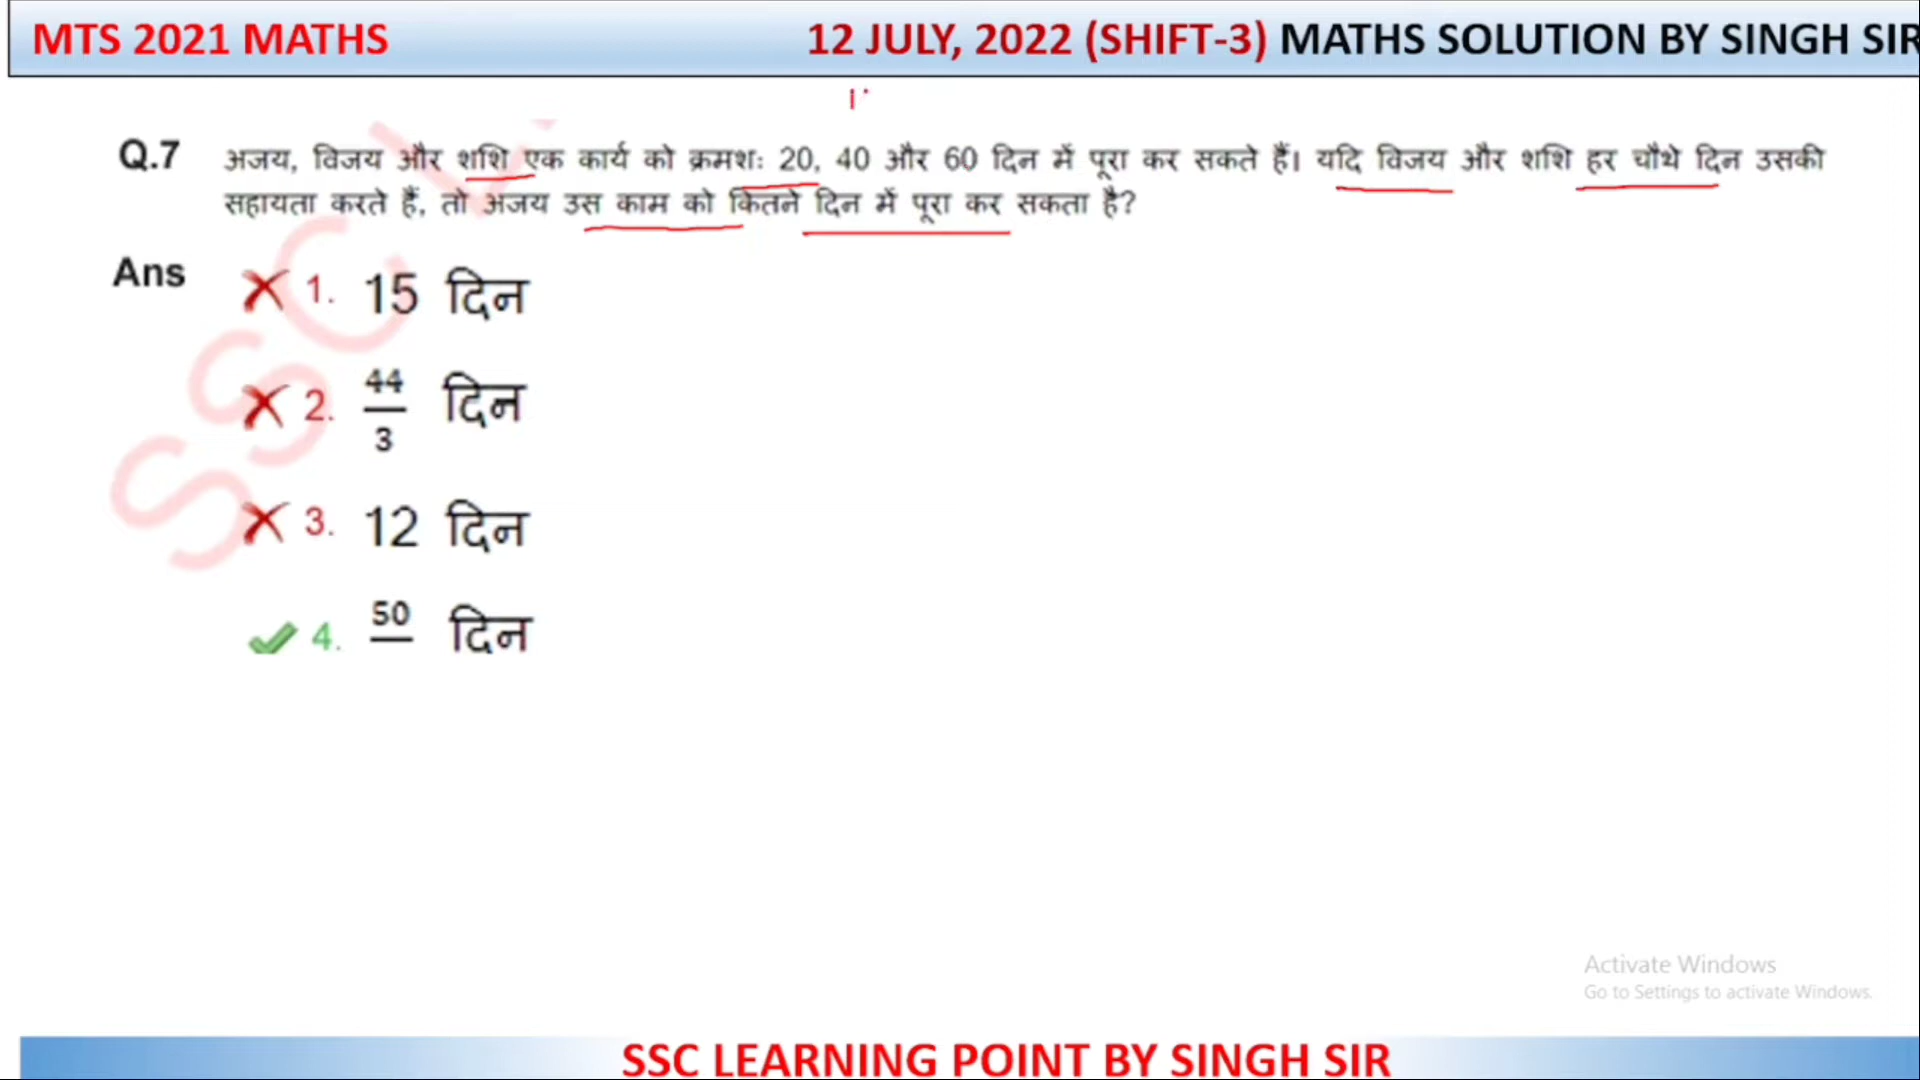 MTS 2021 MATHS
12 JULY, 2022 (SHIFT-3) MATHS SOLUTION BY SINGH SIR
Q.7 अजय, विजय और शशि एक कार्य को क्रमशः 20, 40 और 60 दिन में पूरा कर सकते हैं। यदि विजय और शशि हर चौथे दिन उसकी
सहायता करते हैं, तो अजय उस काम को कितने दिन में पूरा कर सकता है?
Ans 1. 15 दिन
2. 44/3 दिन
3. 12 दिन
4. 50 दिन
SSC
Activate Windows
Go to Settings to activate Windows.
SSC LEARNING POINT BY SINGH SIR